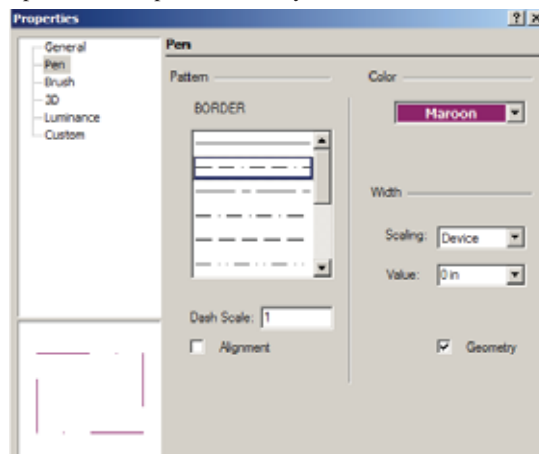 Properties
General
Pen
Brush
3D
Luminance
Custom
Pen
Pattern
BORDER
Dash Scale: 1
Alignment
Color
Maroon
Width
Scaling: Device
Value: 0 in
Geometry